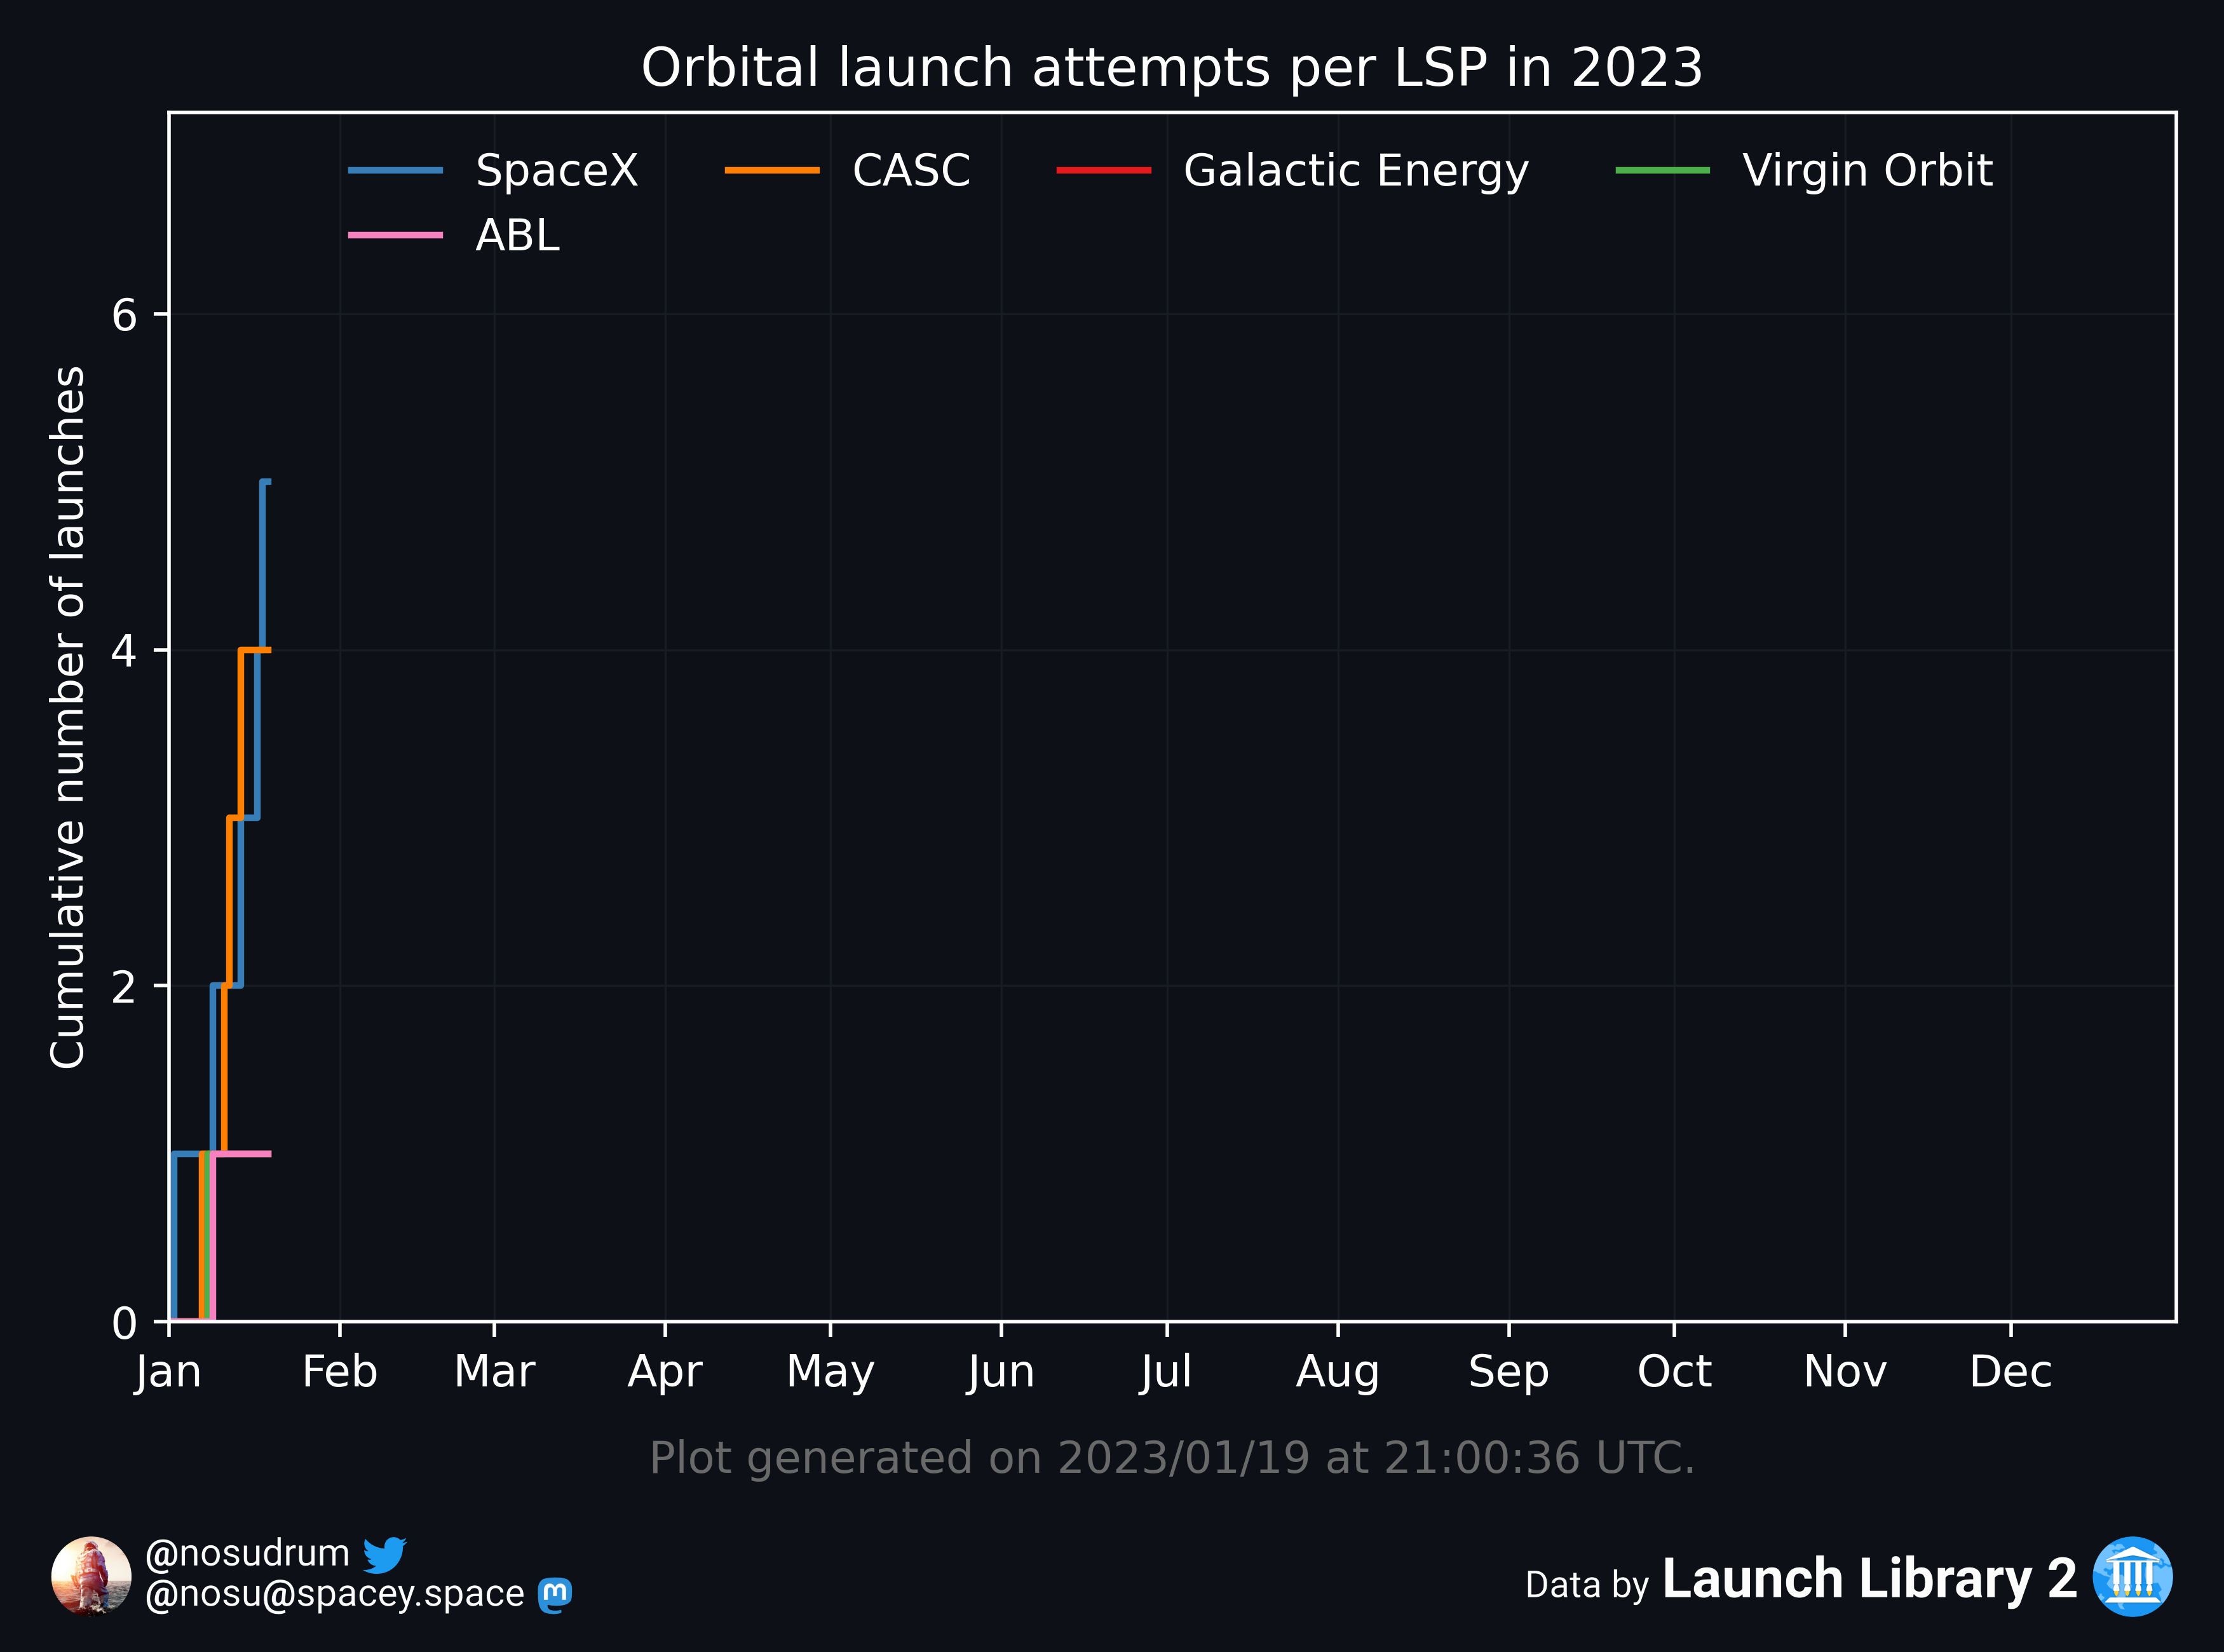 Orbital launch attempts per LSP in 2023
SpaceX CASC Galactic Energy Virgin Orbit
ABL
Cumulative number of launches
6
4
2
0
Jan Feb Mar Apr May Jun Jul Aug Sep Oct Nov Dec
Plot generated on 2023/01/19 at 21:00:36 UTC.
@nosudrum
@nosu@spacey.space
Data by Launch Library 2